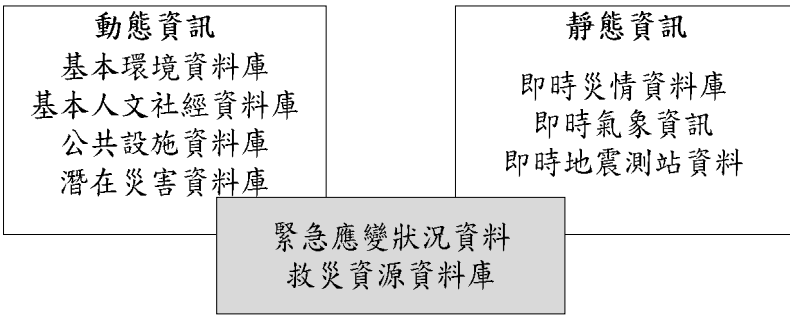 動態資訊
基本環境資料庫
基本人文社經資料庫
公共設施資料庫
潛在災害資料庫
靜態資訊
即時災情資料庫
即時氣象資訊
即時地震測站資料
緊急應變狀況資料
救災資源資料庫